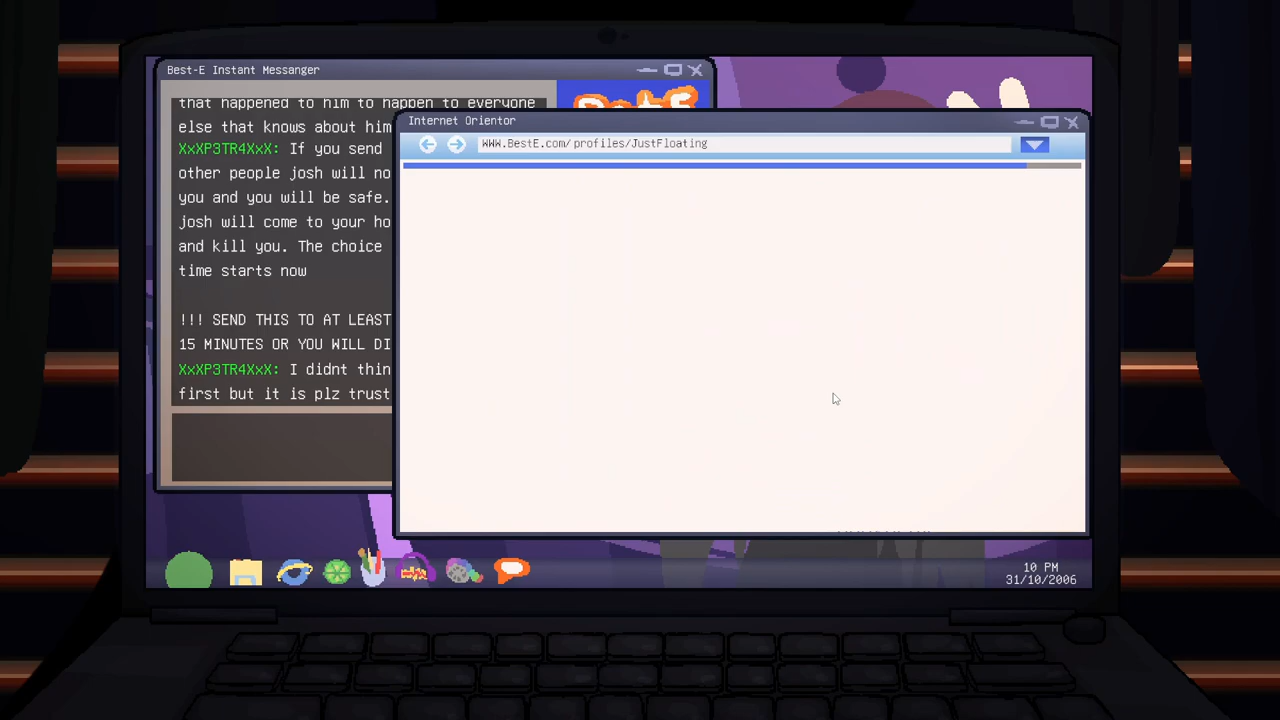 Best-E Instant Messanger
that happened to him to happen to everyone
else that knows about him
XxXP3TR4XxX: If you send
other people josh will no
you and you will be safe.
josh will come to your ho
and kill you. The choice
time starts now
!!! SEND THIS TO AT LEAST
15 MINUTES OR YOU WILL DI
XxXP3TR4XxX: I didnt thin
first but it is plz trust
Internet Orientor
WWW.BestE.com/profiles/JustFloating
10 PM
31/10/2006